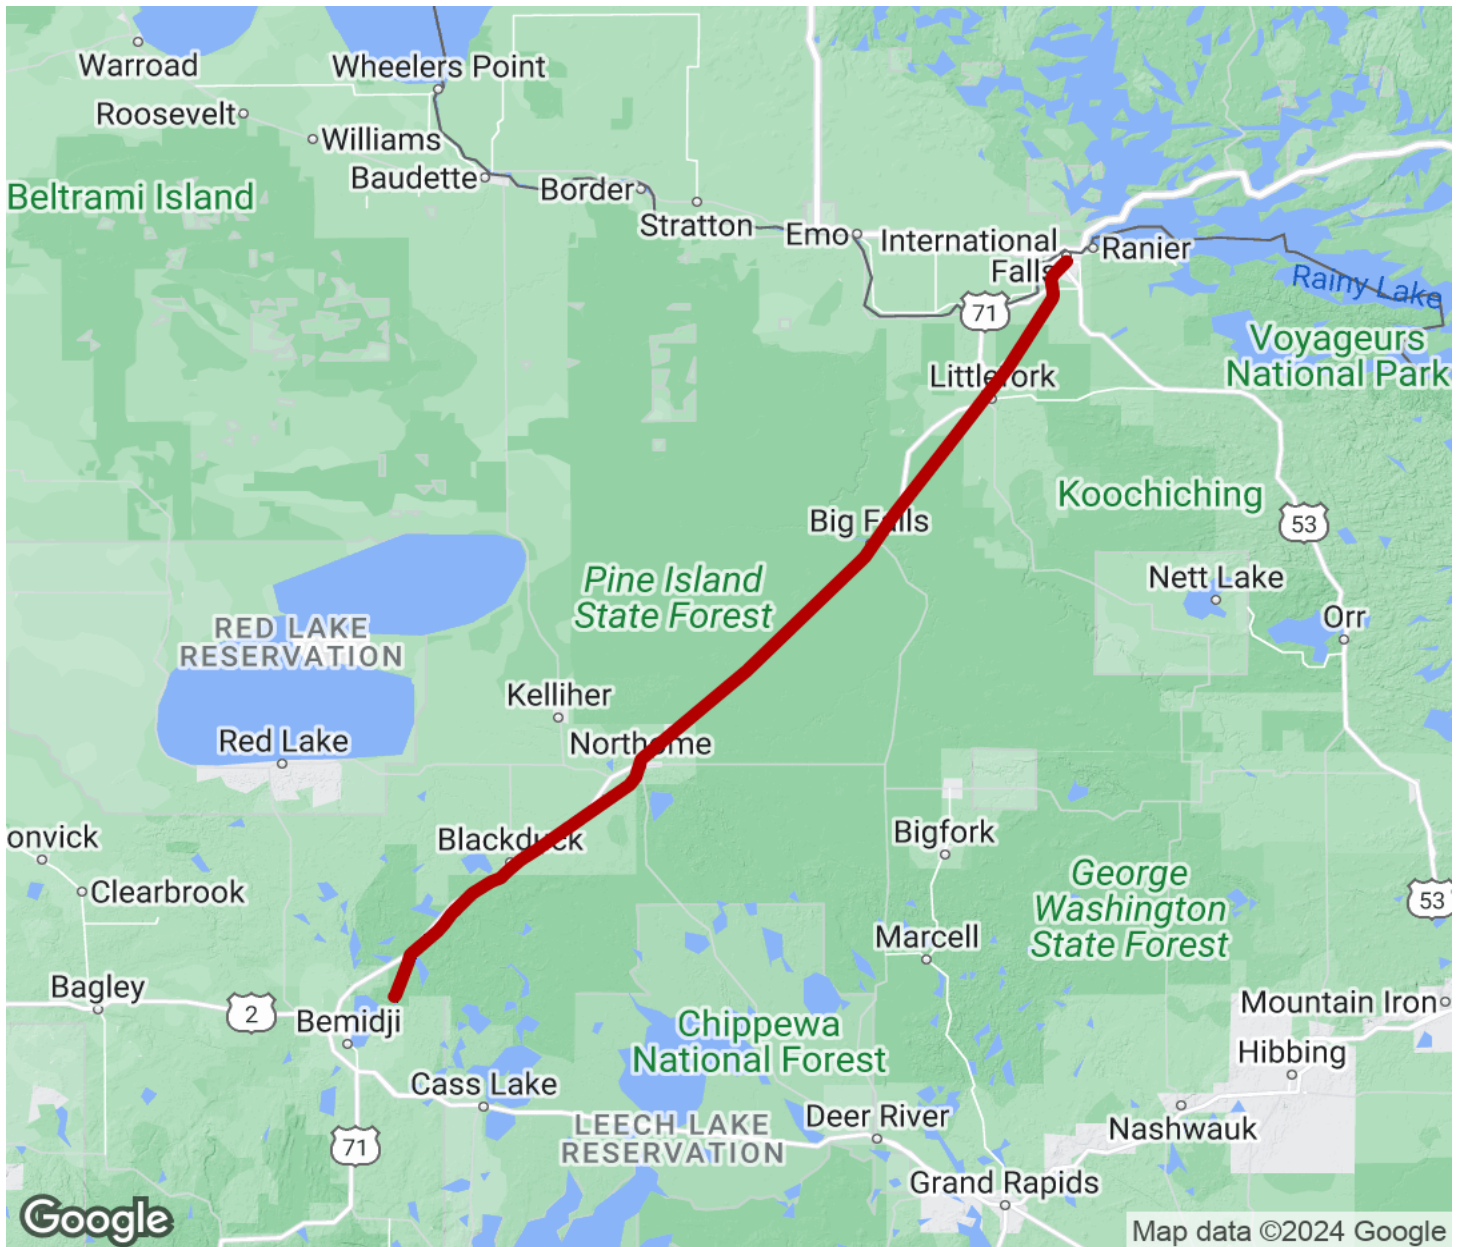 Warroad
Wheelers Point
Roosevelt
Williams
Baudette
Border
Beltrami Island
Stratton
Emo
International
Falls
Ranier
Rainy Lake
71
Voyageurs
National Park
Littlefork
Koochiching
Big Falls
53
Pine Island
State Forest
Nett Lake
Orr
RED LAKE
RESERVATION
Kelliher
Red Lake
Northome
onvick
Blackduck
Bigfork
Clearbrook
George
Washington
State Forest
53
Marcell
Bagley
2
Bemidji
Chippewa
National Forest
Mountain Iron
Hibbing
Cass Lake
LEECH LAKE
RESERVATION
Deer River
Nashwauk
71
Grand Rapids
Google
Map data ©2024 Google